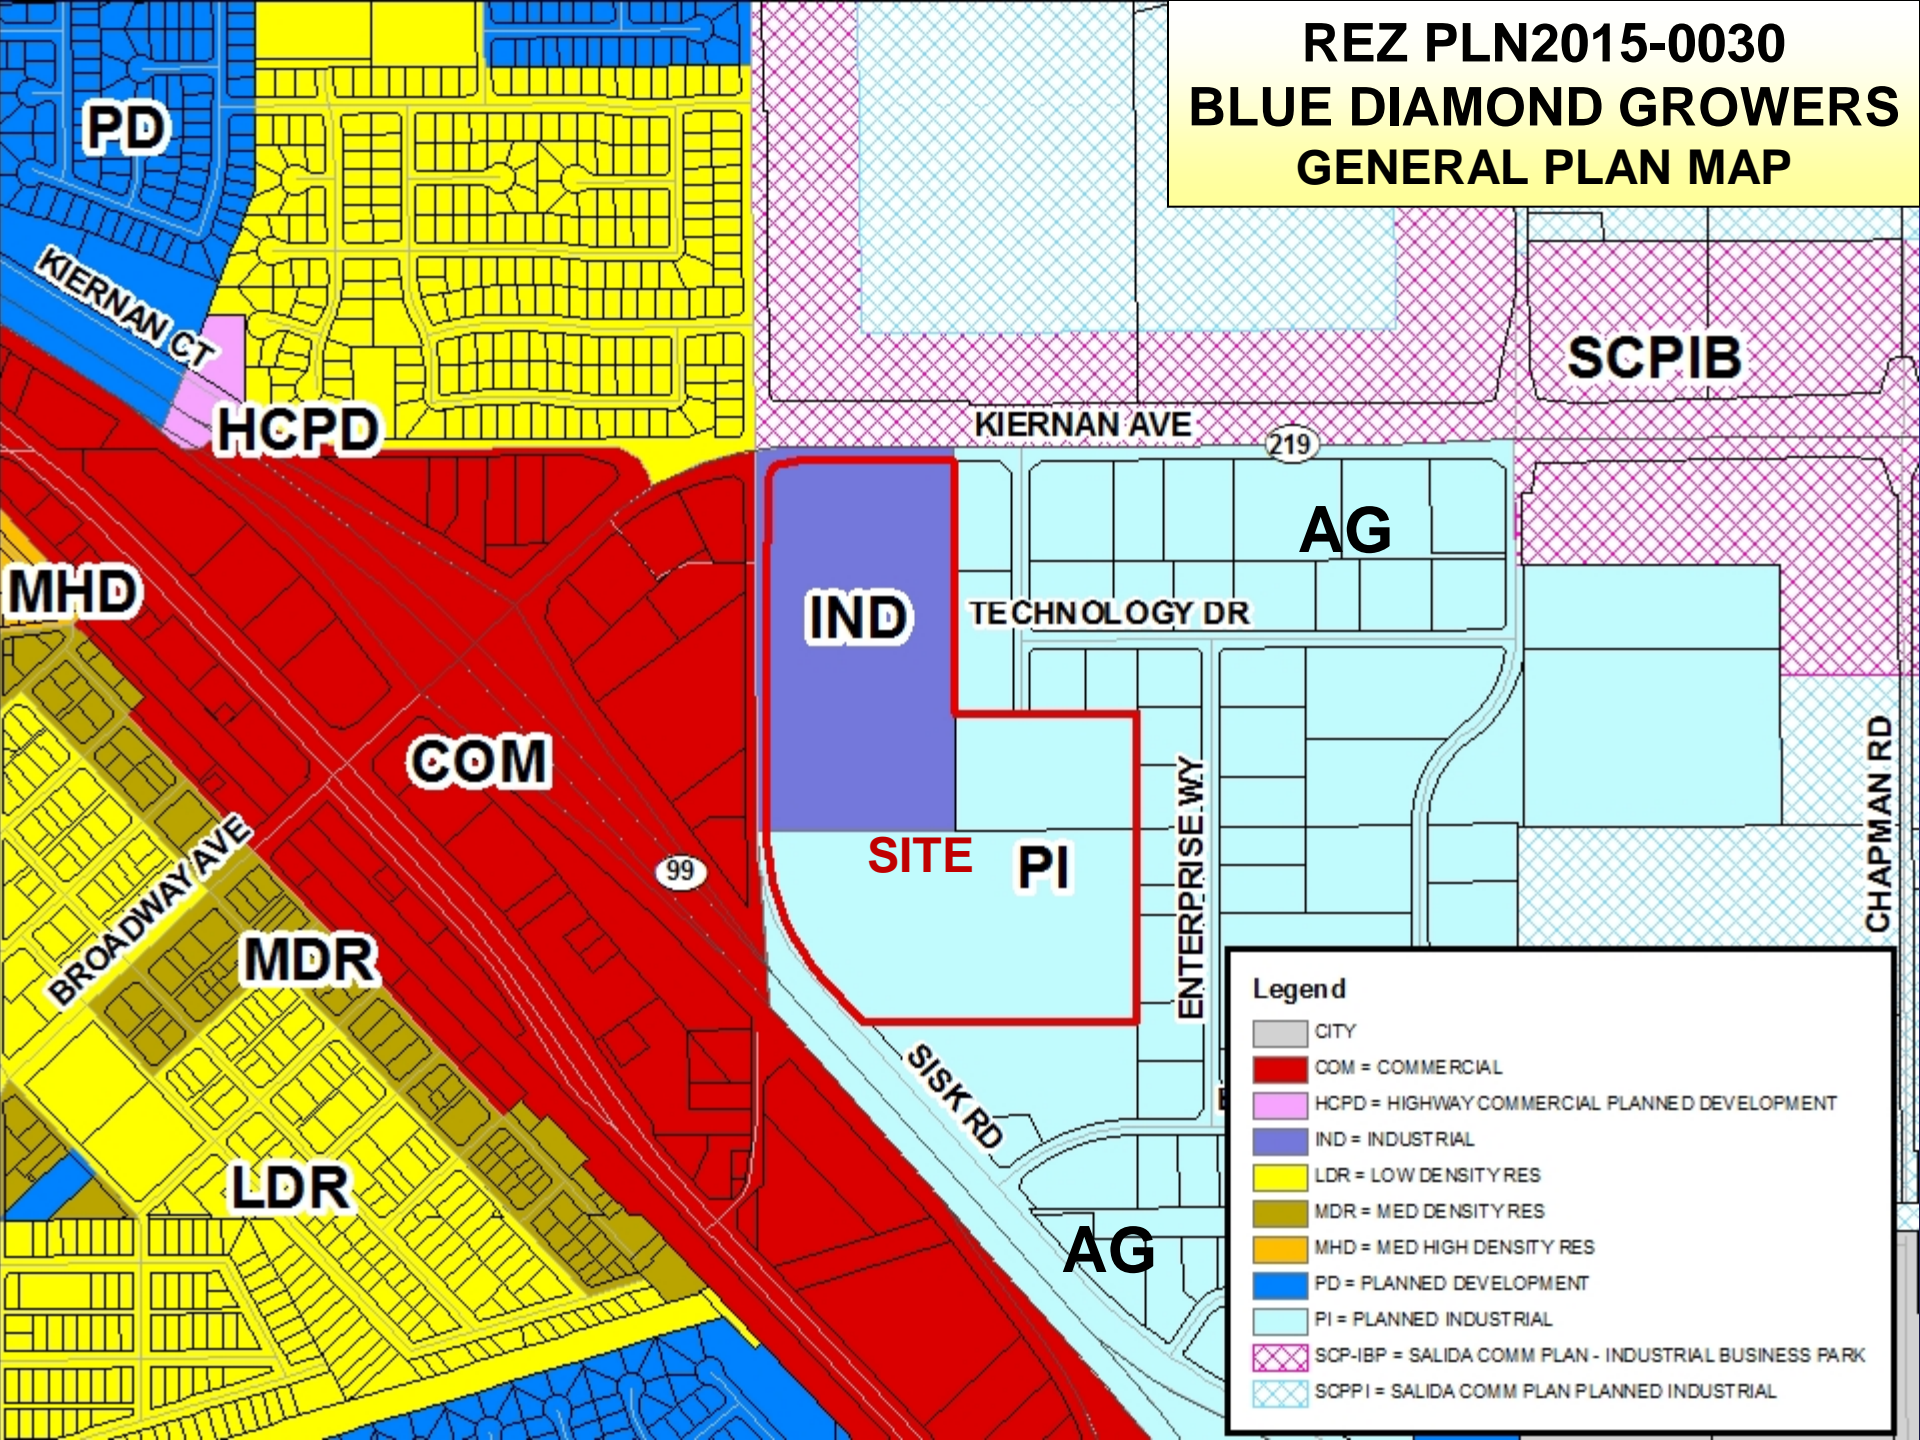 REZ PLN2015-0030
BLUE DIAMOND GROWERS
GENERAL PLAN MAP
PD
KIERNAN CT
HCPD
SCPIB
KIERNAN AVE
219
AG
MHD
IND
TECHNOLOGY DR
COM
SITE
PI
99
ENTERPRISE WY
CHAPMAN RD
BROADWAY AVE
MDR
SISK RD
LDR
AG
Legend
CITY
COM = COMMERCIAL
HCPD = HIGHWAY COMMERCIAL PLANNED DEVELOPMENT
IND = INDUSTRIAL
LDR = LOW DENSITY RES
MDR = MED DENSITY RES
MHD = MED HIGH DENSITY RES
PD = PLANNED DEVELOPMENT
PI = PLANNED INDUSTRIAL
SCP-IBP = SALIDA COMM PLAN - INDUSTRIAL BUSINESS PARK
SCPPI = SALIDA COMM PLAN PLANNED INDUSTRIAL